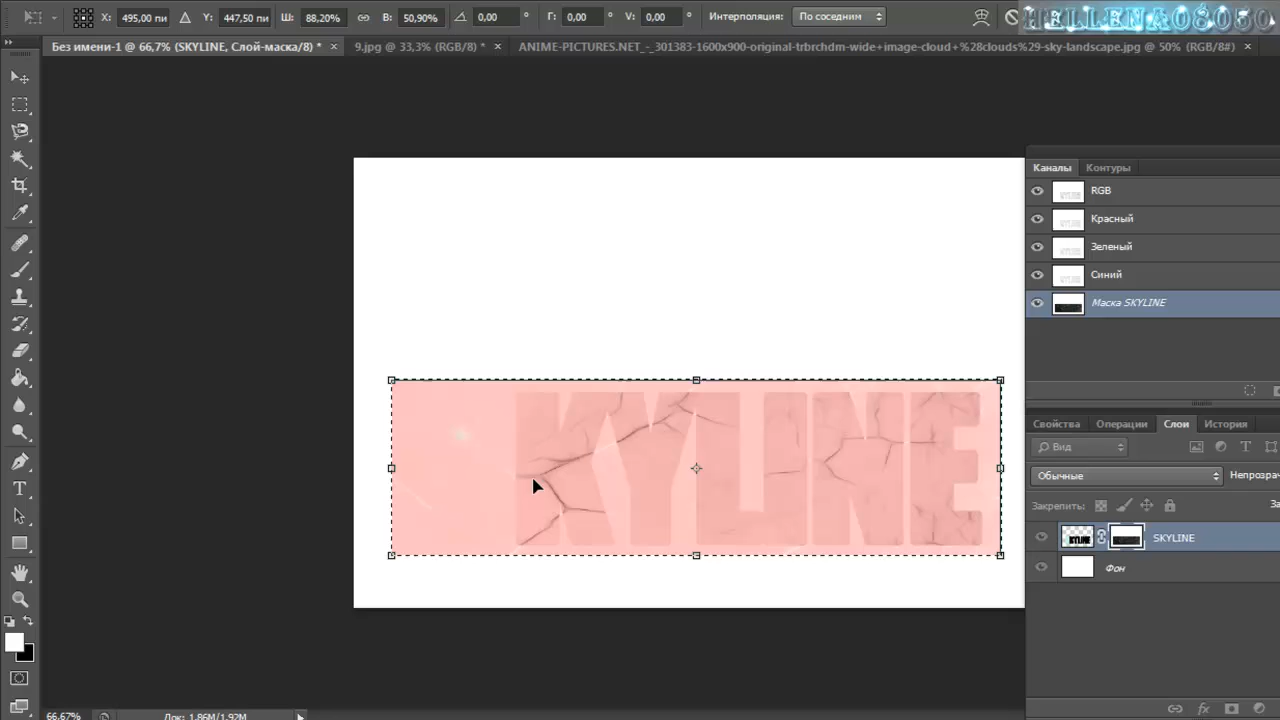 X: 495,00 пи Y: 447,50 пи Ш: 88,20% В: 50,90% 0,00 ° Г: 0,00 ° V: 0,00 ° Интерполяция: По соседним
HELLENA08080
Без имени-1 @ 66,7% (SKYLINE, Слой-маска/8) * × 9.jpg @ 33,3% (RGB/8) * × ANIME-PICTURES.NET_-_301383-1600x900-original-trbrchdm-wide+image-cloud+%28clouds%29-sky-landscape.jpg @ 50% (RGB/8#) ×
Каналы Контуры
RGB
Красный
Зеленый
Синий
Маска SKYLINE
KYLINE
Свойства Операции Слои История
Вид
Обычные Непрозрач
Закрепить: За
SKYLINE
Фон
66,67% Док: 1,86M/1,92M